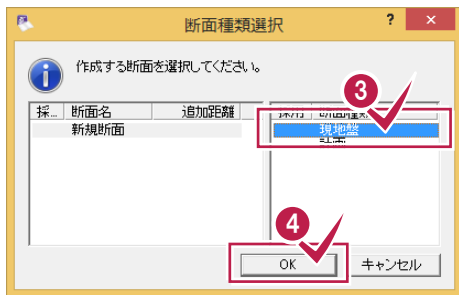 断面種類選択
?
×
作成する断面を選択してください。
採... 断面名 追加距離
新規断面
3
現地盤
4
OK
キャンセル